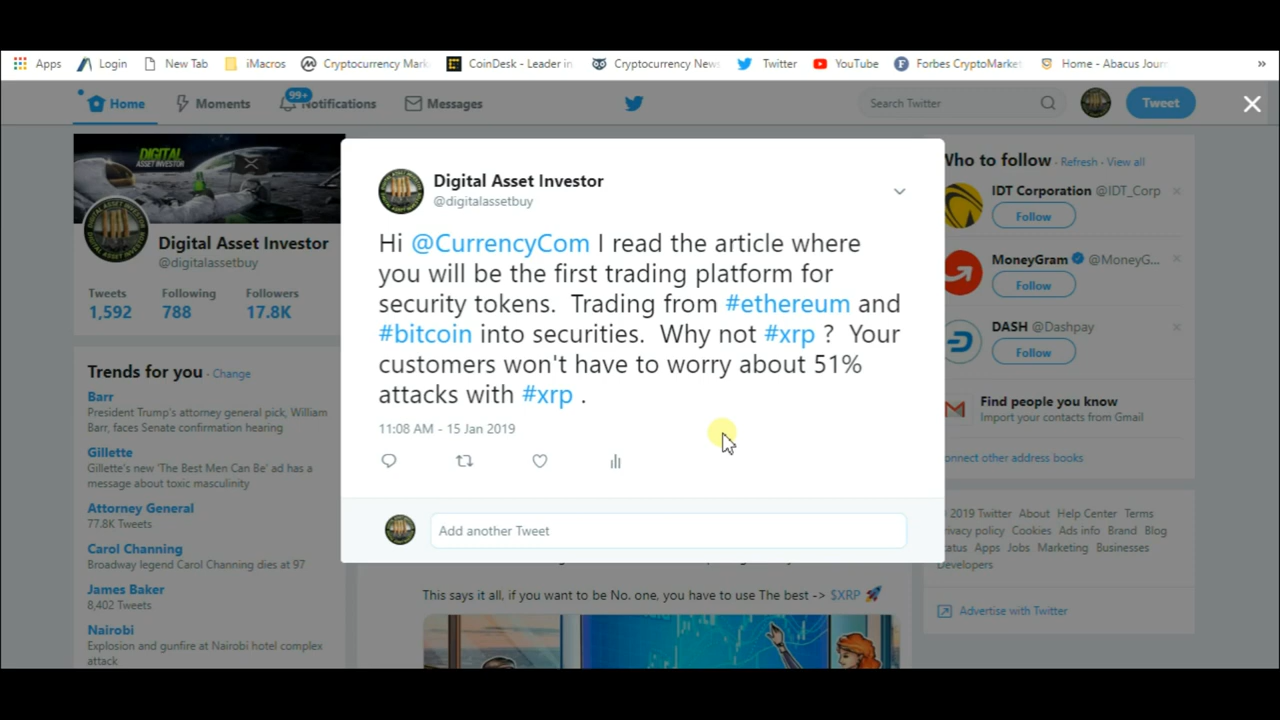 Apps
Login
New Tab
iMacros
Cryptocurrency Mark
CoinDesk - Leader in
Cryptocurrency News
Twitter
YouTube
Forbes CryptoMarket
Home - Abacus Jour
»
Home
Moments
99+
Notifications
Messages
Search Twitter
Tweet
DIGITAL
ASSET INVESTOR
Digital Asset Investor
@digitalassetbuy
Tweets Following Followers
1,592 788 17.8K
Trends for you · Change
Barr
President Trump's attorney general pick, William
Barr, faces Senate confirmation hearing
Gillette
Gillette's new 'The Best Men Can Be' ad has a
message about toxic masculinity
Attorney General
77.8K Tweets
Carol Channing
Broadway legend Carol Channing dies at 97
James Baker
8,402 Tweets
Nairobi
Explosion and gunfire at Nairobi hotel complex
attack
Digital Asset Investor
@digitalassetbuy
Hi @CurrencyCom I read the article where
you will be the first trading platform for
security tokens. Trading from #ethereum and
#bitcoin into securities. Why not #xrp ? Your
customers won't have to worry about 51%
attacks with #xrp .
11:08 AM - 15 Jan 2019
Add another Tweet
This says it all, if you want to be No. one, you have to use The best -> $XRP 🚀
Who to follow · Refresh · View all
IDT Corporation @IDT_Corp
Follow
MoneyGram @MoneyG...
Follow
DASH @Dashpay
Follow
Find people you know
Import your contacts from Gmail
onnect other address books
2019 Twitter About Help Center Terms
rivacy policy Cookies Ads info Brand Blog
tatus Apps Jobs Marketing Businesses
Developers
Advertise with Twitter